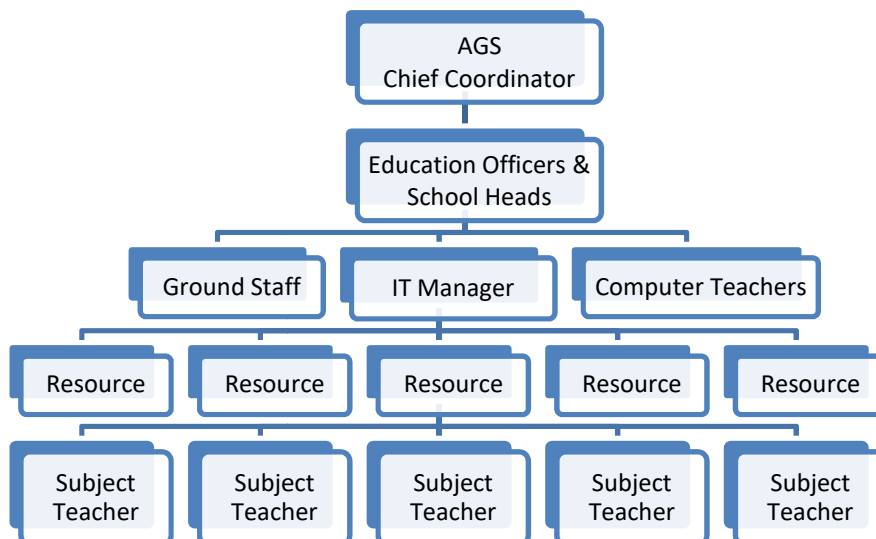 AGS
Chief Coordinator
Education Officers &
School Heads
Ground Staff
IT Manager
Computer Teachers
Resource
Resource
Resource
Resource
Resource
Subject
Teacher
Subject
Teacher
Subject
Teacher
Subject
Teacher
Subject
Teacher